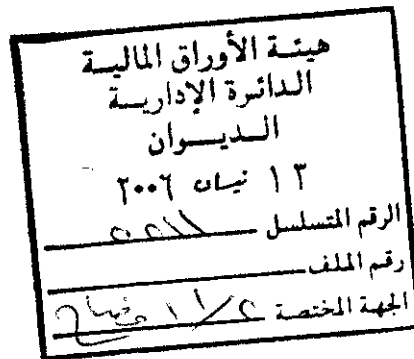 هيئة الأوراق المالية
الدائرة الإدارية
الديوان
١٣ نيسان ٢٠٠٦
الرقم المتسلسل
رقم الملف
الجهة المختصة